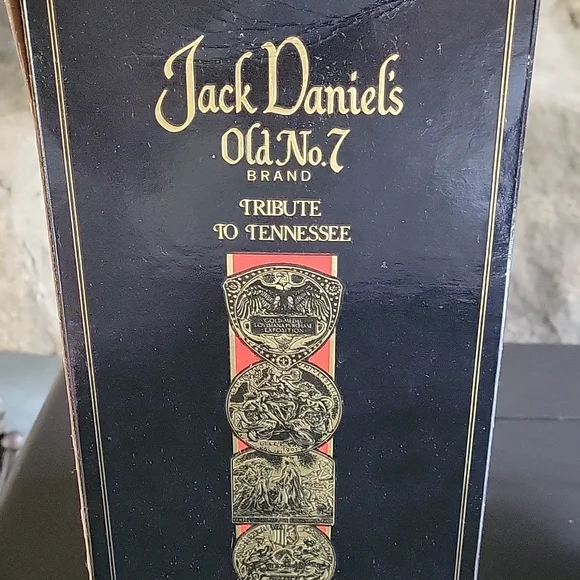 Jack Daniel's
Old No. 7
BRAND
TRIBUTE
TO TENNESSEE
GOLD MEDAL
LOUISIANA PURCHASE
EXPOSITION